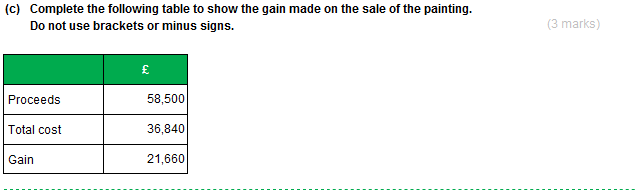 (c) Complete the following table to show the gain made on the sale of the painting.
Do not use brackets or minus signs.
(3 marks)
£
Proceeds 58,500
Total cost 36,840
Gain 21,660